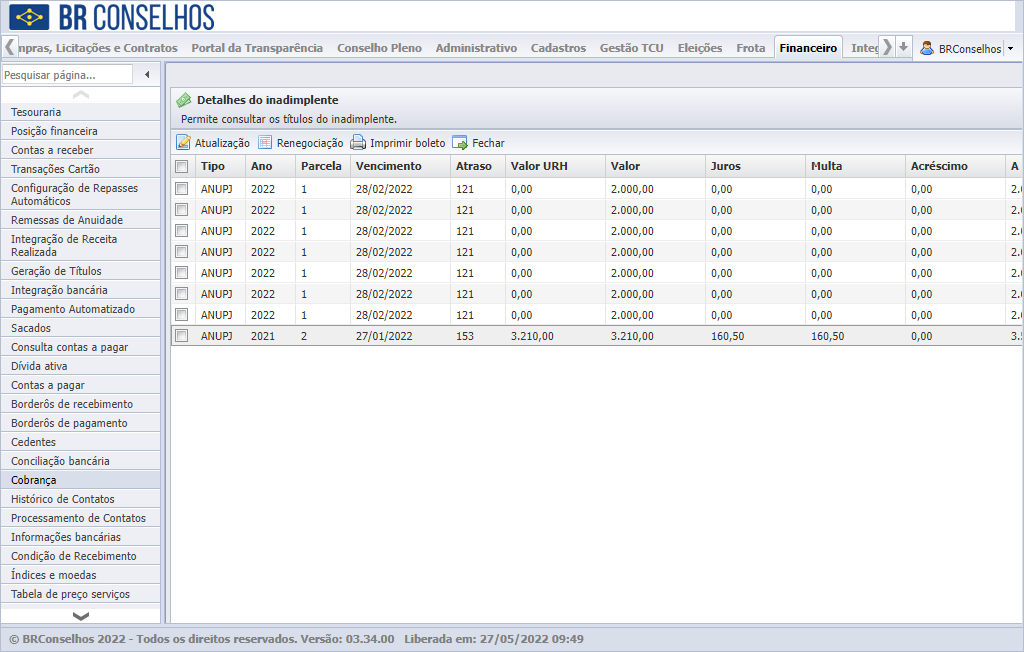 BR CONSELHOS
mpras, Licitações e Contratos Portal da Transparência Conselho Pleno Administrativo Cadastros Gestão TCU Eleições Frota Financeiro Integ BRConselhos
Pesquisar página...
Tesouraria
Posição financeira
Contas a receber
Transações Cartão
Configuração de Repasses
Automáticos
Remessas de Anuidade
Integração de Receita
Realizada
Geração de Títulos
Integração bancária
Pagamento Automatizado
Sacados
Consulta contas a pagar
Dívida ativa
Contas a pagar
Borderôs de recebimento
Borderôs de pagamento
Cedentes
Conciliação bancária
Cobrança
Histórico de Contatos
Processamento de Contatos
Informações bancárias
Condição de Recebimento
Índices e moedas
Tabela de preço serviços
Detalhes do inadimplente
Permite consultar os títulos do inadimplente.
Atualização Renegociação Imprimir boleto Fechar
Tipo Ano Parcela Vencimento Atraso Valor URH Valor Juros Multa Acréscimo A
ANUPJ 2022 1 28/02/2022 121 0,00 2.000,00 0,00 0,00 0,00 2.0
ANUPJ 2022 1 28/02/2022 121 0,00 2.000,00 0,00 0,00 0,00 2.0
ANUPJ 2022 1 28/02/2022 121 0,00 2.000,00 0,00 0,00 0,00 2.0
ANUPJ 2022 1 28/02/2022 121 0,00 2.000,00 0,00 0,00 0,00 2.0
ANUPJ 2022 1 28/02/2022 121 0,00 2.000,00 0,00 0,00 0,00 2.0
ANUPJ 2022 1 28/02/2022 121 0,00 2.000,00 0,00 0,00 0,00 2.0
ANUPJ 2022 1 28/02/2022 121 0,00 2.000,00 0,00 0,00 0,00 2.0
ANUPJ 2021 2 27/01/2022 153 3.210,00 3.210,00 160,50 160,50 0,00 3.5
© BRConselhos 2022 - Todos os direitos reservados. Versão: 03.34.00 Liberada em: 27/05/2022 09:49